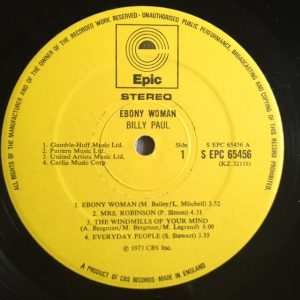 ALL RIGHTS OF THE MANUFACTURER AND OF THE OWNER OF THE RECORDED WORK RESERVED - UNAUTHORISED PUBLIC PERFORMANCE, BROADCASTING AND COPYING OF THIS RECORD PROHIBITED
Epic
STEREO
EBONY WOMAN
BILLY PAUL
1. Gamble-Huff Music Ltd.
2. Pattern Music Ltd.
3. United Artists Music Ltd.
4. Carlin Music Corp.
Side
1
S EPC 65456 A
S EPC 65456
(KZ 32118)
1. EBONY WOMAN (M. Bailey/L. Mitchell) 3.52
2. MRS. ROBINSON (P. Simon) 4.31
3. THE WINDMILLS OF YOUR MIND
(A. Bergman/M. Bergman/M. Legrand) 6.00
4. EVERYDAY PEOPLE (S. Stewart) 3.55
℗ 1973 CBS Inc.
A PRODUCT OF CBS RECORDS · MADE IN ENGLAND